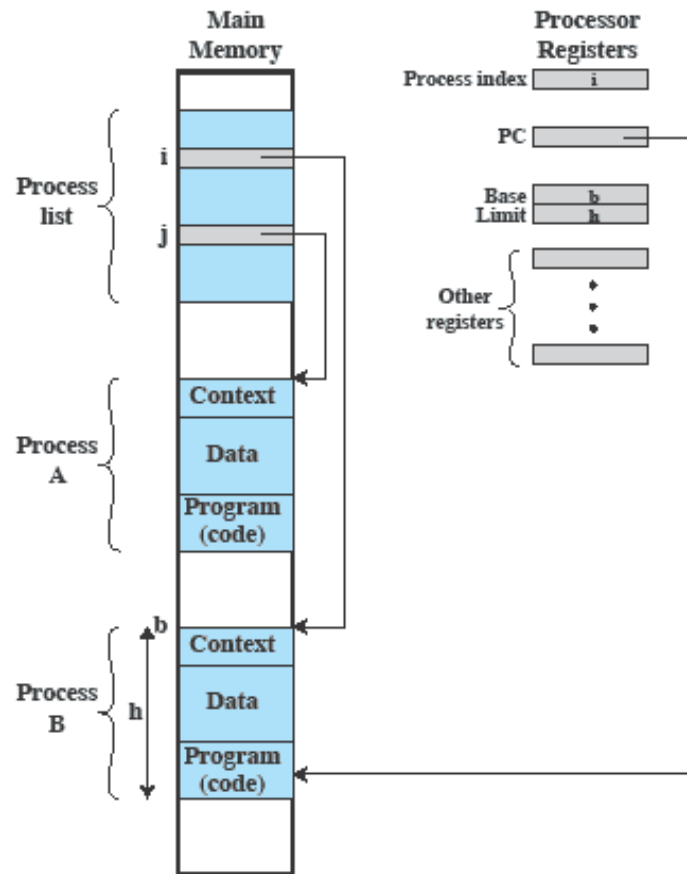 Main
Memory
Processor
Registers
Process index
i
PC
Base
b
Limit
h
Other
registers
Process
list
i
j
Process
A
Context
Data
Program
(code)
b
Process
B
h
Context
Data
Program
(code)